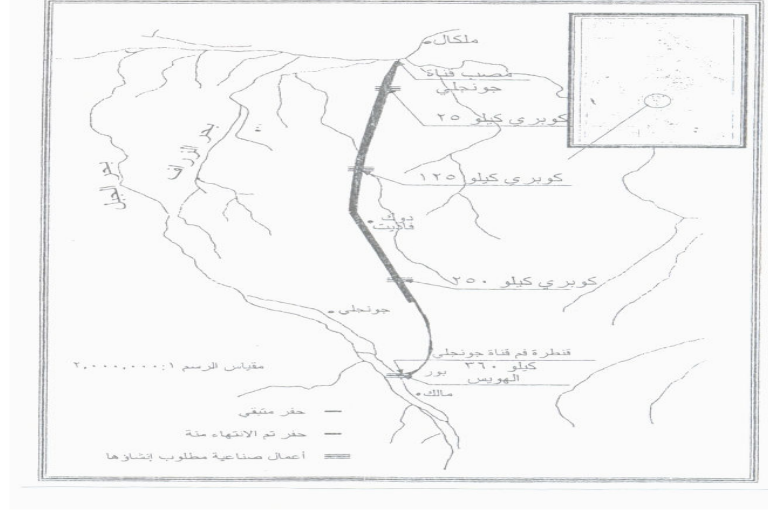 ملكال
مصب قناة
جونجلي
كوبري كيلو ٢٥
بحر الزراف
بحر الجبل
كوبري كيلو ١٢٥
دوك
فاديت
كوبري كيلو ٢٥٠
جونجلي
قنطرة فم قناة جونجلي
كيلو ٣٦٠
الهويس
بور
مقياس الرسم ١:٢,٠٠٠,٠٠٠
مالك
حفر متبقي
حفر تم الانتهاء منة
أعمال صناعية مطلوب إنشازها